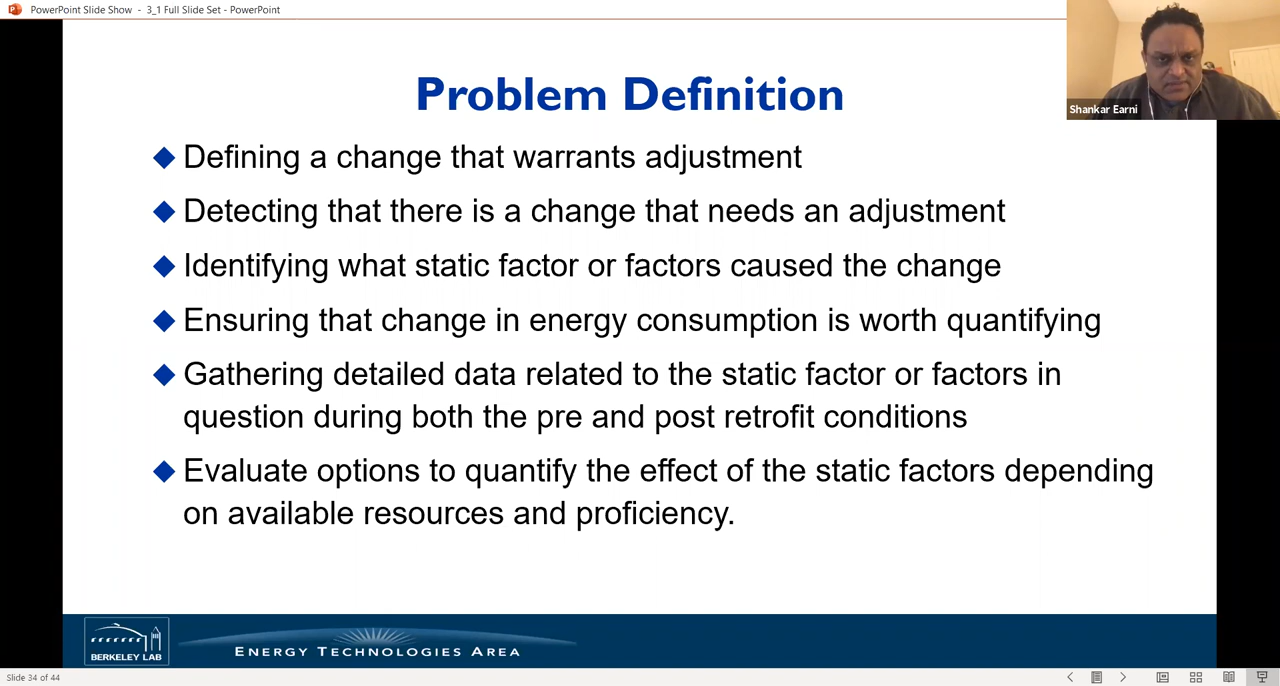 PowerPoint Slide Show - 3_1 Full Slide Set - PowerPoint
Shankar Earni
Problem Definition
Defining a change that warrants adjustment
Detecting that there is a change that needs an adjustment
Identifying what static factor or factors caused the change
Ensuring that change in energy consumption is worth quantifying
Gathering detailed data related to the static factor or factors in
question during both the pre and post retrofit conditions
Evaluate options to quantify the effect of the static factors depending
on available resources and proficiency.
BERKELEY LAB
ENERGY TECHNOLOGIES AREA
Slide 34 of 44